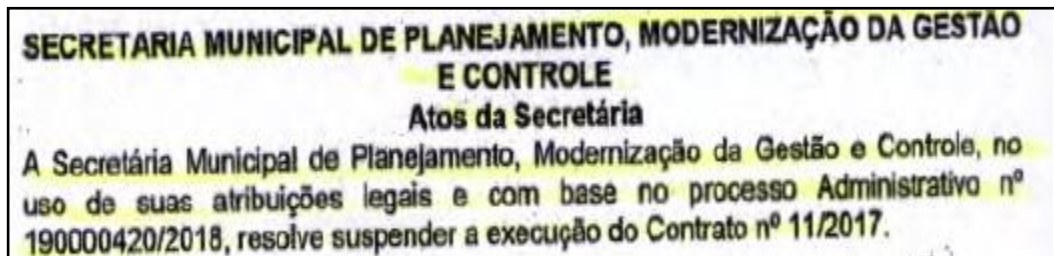 SECRETARIA MUNICIPAL DE PLANEJAMENTO, MODERNIZAÇÃO DA GESTÃO
E CONTROLE
Atos da Secretária
A Secretária Municipal de Planejamento, Modernização da Gestão e Controle, no
uso de suas atribuições legais e com base no processo Administrativo nº
190000420/2018, resolve suspender a execução do Contrato nº 11/2017.